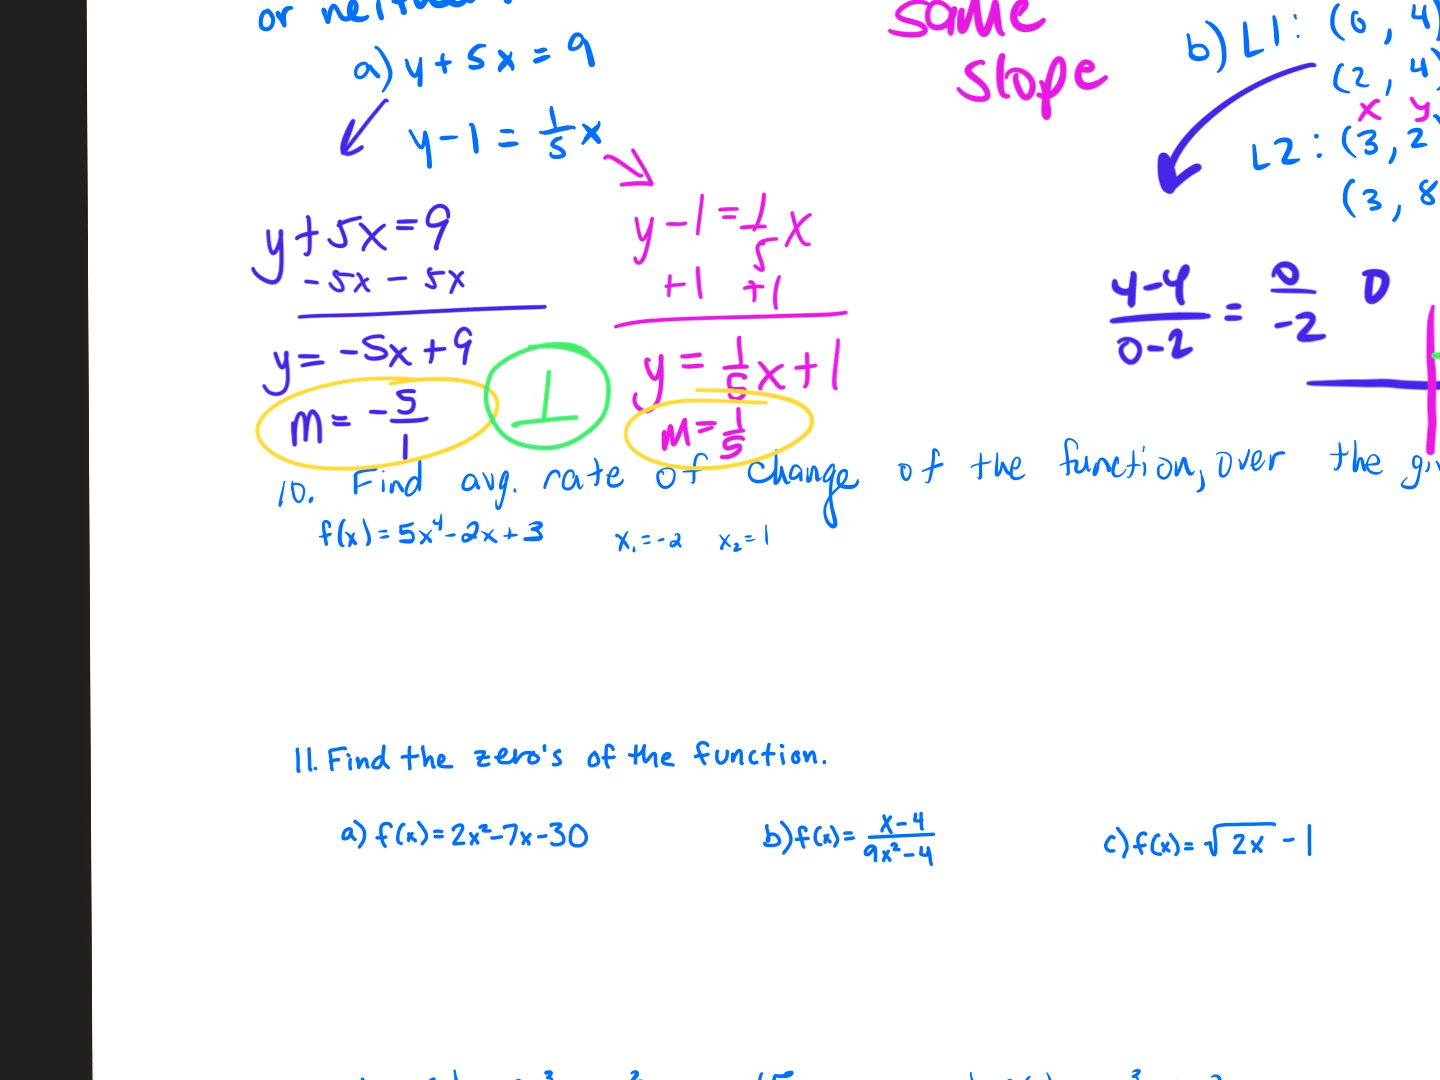 or neither
same
slope
a) y + 5x = 9
y - 1 = 1/5 x
b) L1: (0, 4)
(2, 4)
x y
L2: (3, 2
(3, 8
y + 5x = 9
-5x - 5x
y = -5x + 9
m = -5/1
⊥
y - 1 = 1/5 x
+1 +1
y = 1/5 x + 1
m = 1/5
4-4/0-2 = 0/-2 0
10. Find avg. rate of change of the function, over the
f(x) = 5x⁴ - 2x + 3 x₁ = -2 x₂ = 1
11. Find the zero's of the function.
a) f(x) = 2x² - 7x - 30 b) f(x) = x-4/9x²-4 c) f(x) = √2x - 1